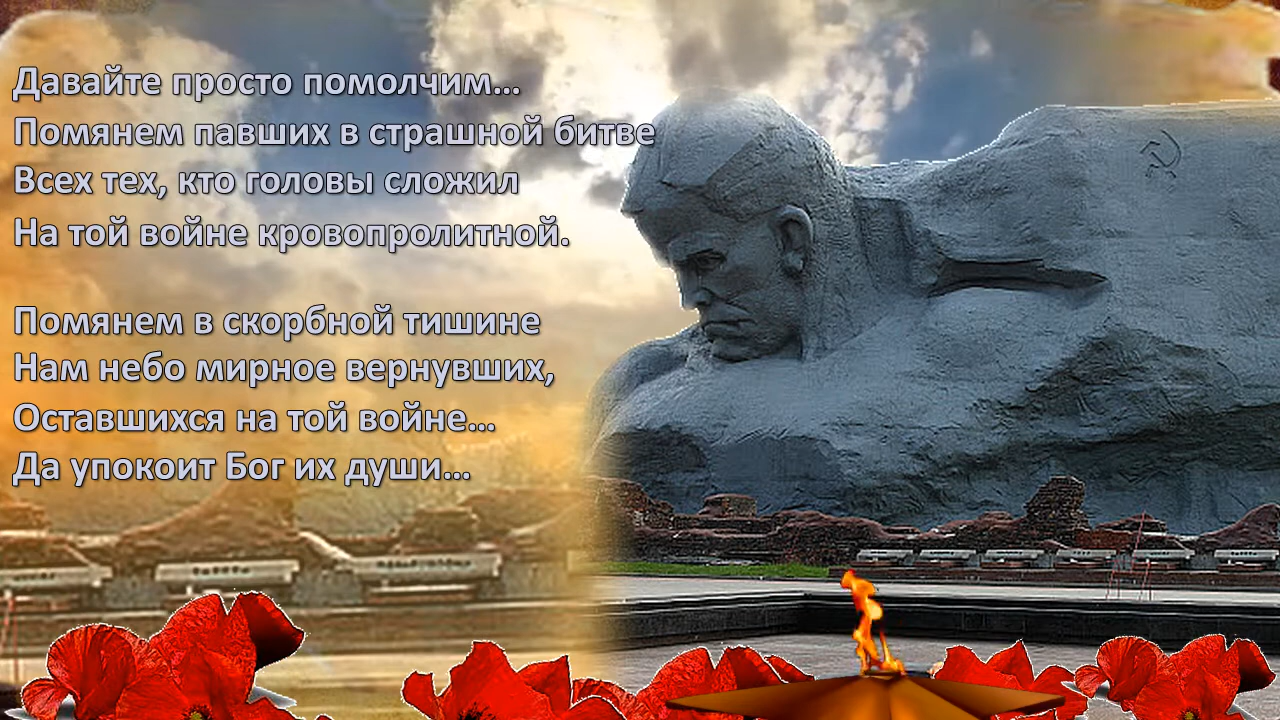 Давайте просто помолчим...
Помянем павших в страшной битве
Всех тех, кто головы сложил
На той войне кровопролитной.
Помянем в скорбной тишине
Нам небо мирное вернувших,
Оставшихся на той войне...
Да упокоит Бог их души...